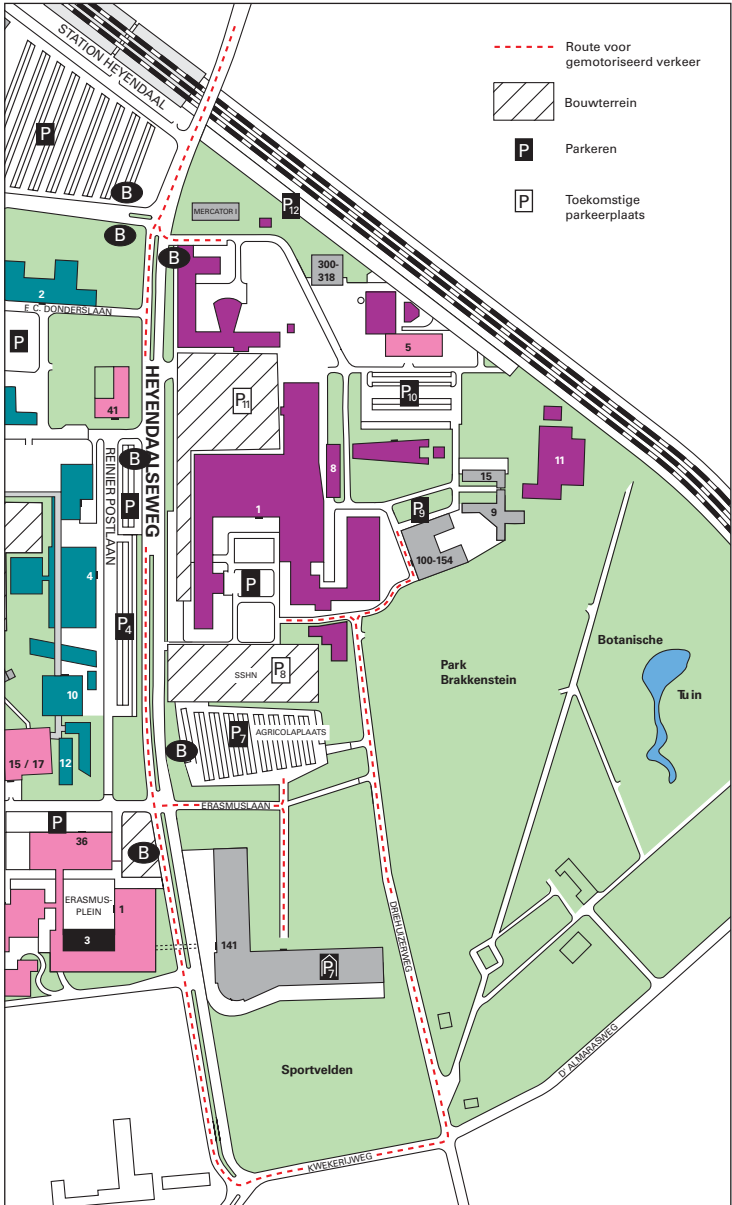 STATION HEYENDAAL
Route voor
gemotoriseerd verkeer
Bouwterrein
P
Parkeren
P
Toekomstige
parkeerplaats
P
B
B
B
MERCATOR I
P12
300-
318
2
E.C. DONDERSLAAN
P
5
41
P11
P10
HEYENDAALSEWEG
REINIER POSTLAAN
B
P
8
11
15
9
P9
1
100-154
4
P
P4
Botanische
Tuin
Park
Brakkenstein
SSHN
P8
10
P7
AGRICOLAPLAATS
B
15 / 17
12
ERASMUSLAAN
P
36
B
ERASMUS-
PLEIN
1
3
141
P7
DRIEHUIZERWEG
D'ALMARASWEG
Sportvelden
KWEKERIJWEG